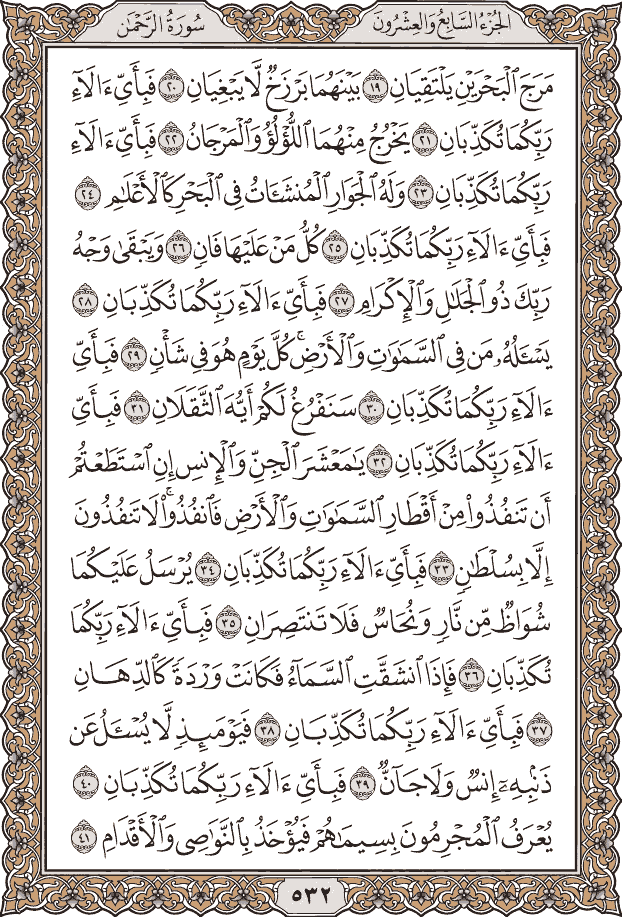 الجُزْءُ السَّابِعُ وَالعِشْرُون
سُورَةُ الرَّحْمٰن
مَرَجَ ٱلْبَحْرَيْنِ يَلْتَقِيَانِ ١٩ بَيْنَهُمَا بَرْزَخٌ لَّا يَبْغِيَانِ ٢٠ فَبِأَيِّ ءَالَآءِ
رَبِّكُمَا تُكَذِّبَانِ ٢١ يَخْرُجُ مِنْهُمَا ٱللُّؤْلُؤُ وَٱلْمَرْجَانُ ٢٢ فَبِأَيِّ ءَالَآءِ
رَبِّكُمَا تُكَذِّبَانِ ٢٣ وَلَهُ ٱلْجَوَارِ ٱلْمُنشَـَٔاتُ فِي ٱلْبَحْرِ كَٱلْأَعْلَٰمِ ٢٤
فَبِأَيِّ ءَالَآءِ رَبِّكُمَا تُكَذِّبَانِ ٢٥ كُلُّ مَنْ عَلَيْهَا فَانٍ ٢٦ وَيَبْقَىٰ وَجْهُ
رَبِّكَ ذُو ٱلْجَلَٰلِ وَٱلْإِكْرَامِ ٢٧ فَبِأَيِّ ءَالَآءِ رَبِّكُمَا تُكَذِّبَانِ ٢٨
يَسْـَٔلُهُۥ مَن فِي ٱلسَّمَٰوَٰتِ وَٱلْأَرْضِۚ كُلَّ يَوْمٍ هُوَ فِي شَأْنٍ ٢٩ فَبِأَيِّ
ءَالَآءِ رَبِّكُمَا تُكَذِّبَانِ ٣٠ سَنَفْرُغُ لَكُمْ أَيُّهَ ٱلثَّقَلَانِ ٣١ فَبِأَيِّ
ءَالَآءِ رَبِّكُمَا تُكَذِّبَانِ ٣٢ يَٰمَعْشَرَ ٱلْجِنِّ وَٱلْإِنسِ إِنِ ٱسْتَطَعْتُمْ
أَن تَنفُذُواْ مِنْ أَقْطَارِ ٱلسَّمَٰوَٰتِ وَٱلْأَرْضِ فَٱنفُذُواْۚ لَا تَنفُذُونَ
إِلَّا بِسُلْطَٰنٍ ٣٣ فَبِأَيِّ ءَالَآءِ رَبِّكُمَا تُكَذِّبَانِ ٣٤ يُرْسَلُ عَلَيْكُمَا
شُوَاظٌ مِّن نَّارٍ وَنُحَاسٌ فَلَا تَنتَصِرَانِ ٣٥ فَبِأَيِّ ءَالَآءِ رَبِّكُمَا
تُكَذِّبَانِ ٣٦ فَإِذَا ٱنشَقَّتِ ٱلسَّمَآءُ فَكَانَتْ وَرْدَةً كَٱلدِّهَانِ
٣٧ فَبِأَيِّ ءَالَآءِ رَبِّكُمَا تُكَذِّبَانِ ٣٨ فَيَوْمَئِذٍ لَّا يُسْـَٔلُ عَن
ذَنۢبِهِۦٓ إِنسٌ وَلَا جَآنٌّ ٣٩ فَبِأَيِّ ءَالَآءِ رَبِّكُمَا تُكَذِّبَانِ ٤٠
يُعْرَفُ ٱلْمُجْرِمُونَ بِسِيمَٰهُمْ فَيُؤْخَذُ بِٱلنَّوَٰصِي وَٱلْأَقْدَامِ ٤١
٥٣٢